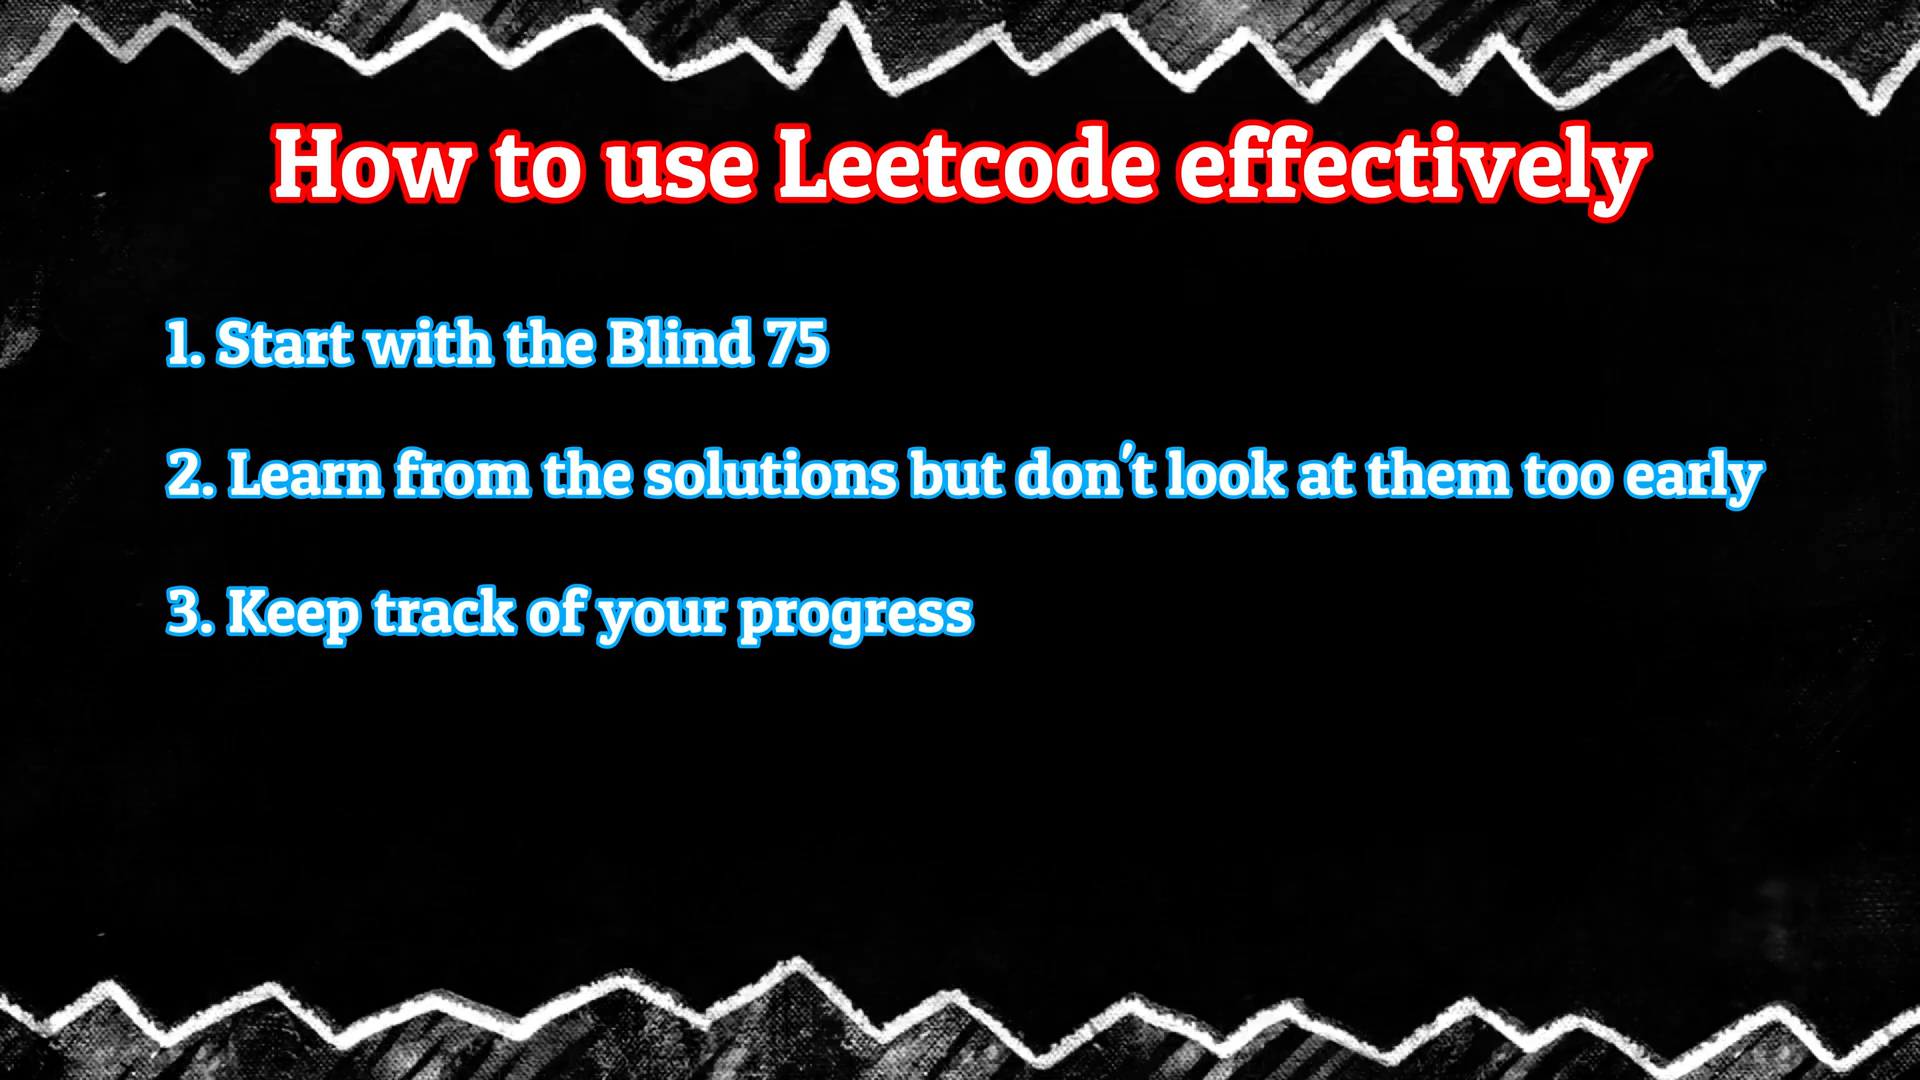 How to use Leetcode effectively
1. Start with the Blind 75
2. Learn from the solutions but don't look at them too early
3. Keep track of your progress